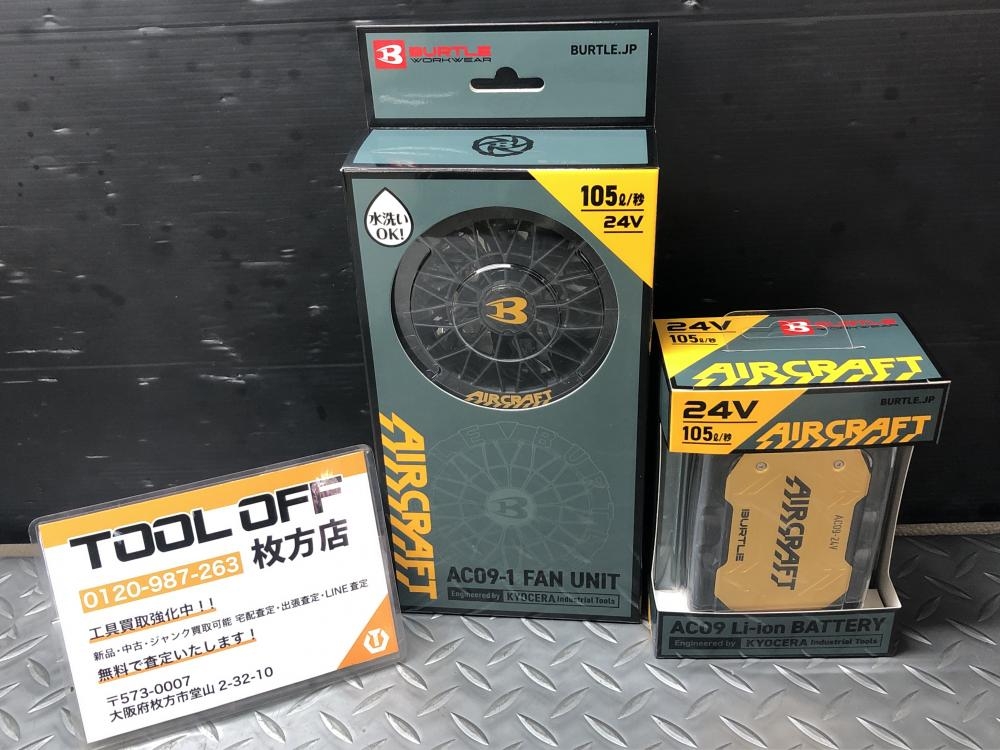 BURTLE
WORKWEAR
BURTLE.JP
水洗い
OK!
105ℓ/秒
24V
B
AIRCRAFT
AIRCRAFT
AC09-1 FAN UNIT
Engineered by KYOCERA Industrial Tools
24V
105ℓ/秒
BURTLE
AIRCRAFT
24V
105ℓ/秒
BURTLE.JP
AIRCRAFT
AIRCRAFT
BURTLE
AC09-24V
AC09 Li-ion BATTERY
Engineered by KYOCERA Industrial Tools
TOOL OFF
0120-987-263 枚方店
工具買取強化中！！
新品・中古・ジャンク買取可能 宅配査定・出張査定・LINE査定
無料で査定いたします！
〒573-0007
大阪府枚方市堂山2-32-10